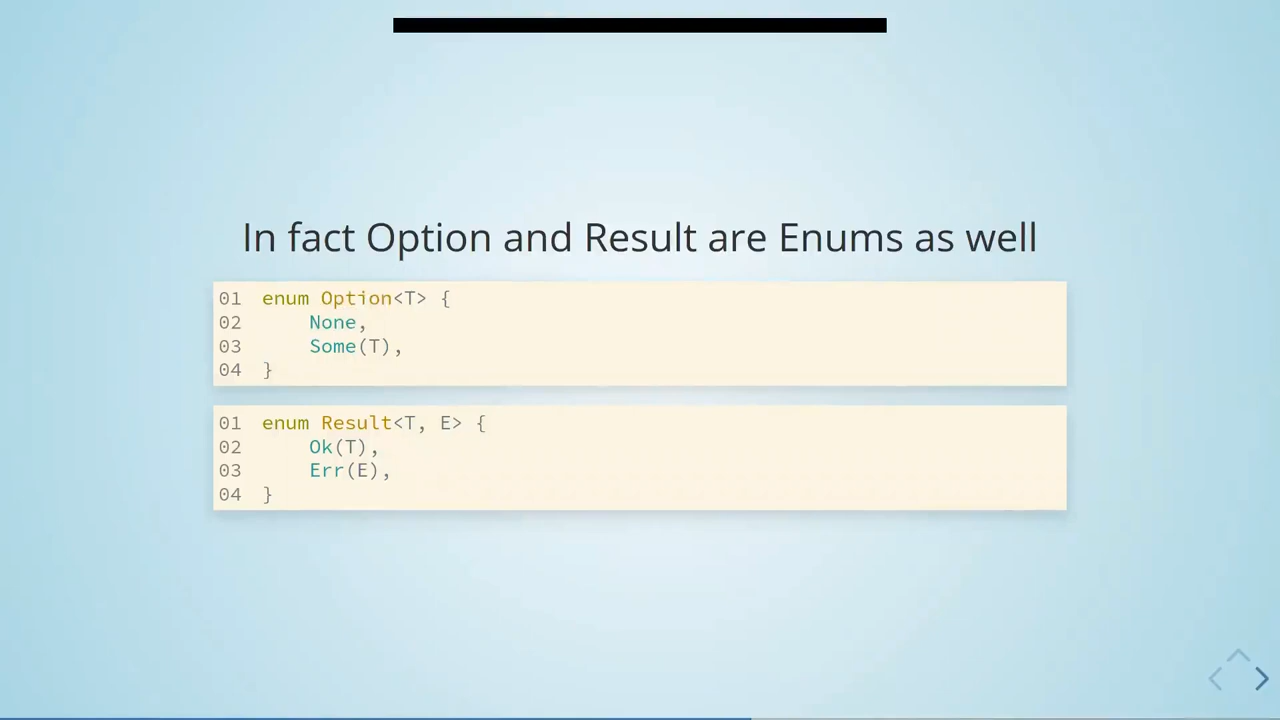 In fact Option and Result are Enums as well
01 enum Option<T> {
02     None,
03     Some(T),
04 }
01 enum Result<T, E> {
02     Ok(T),
03     Err(E),
04 }